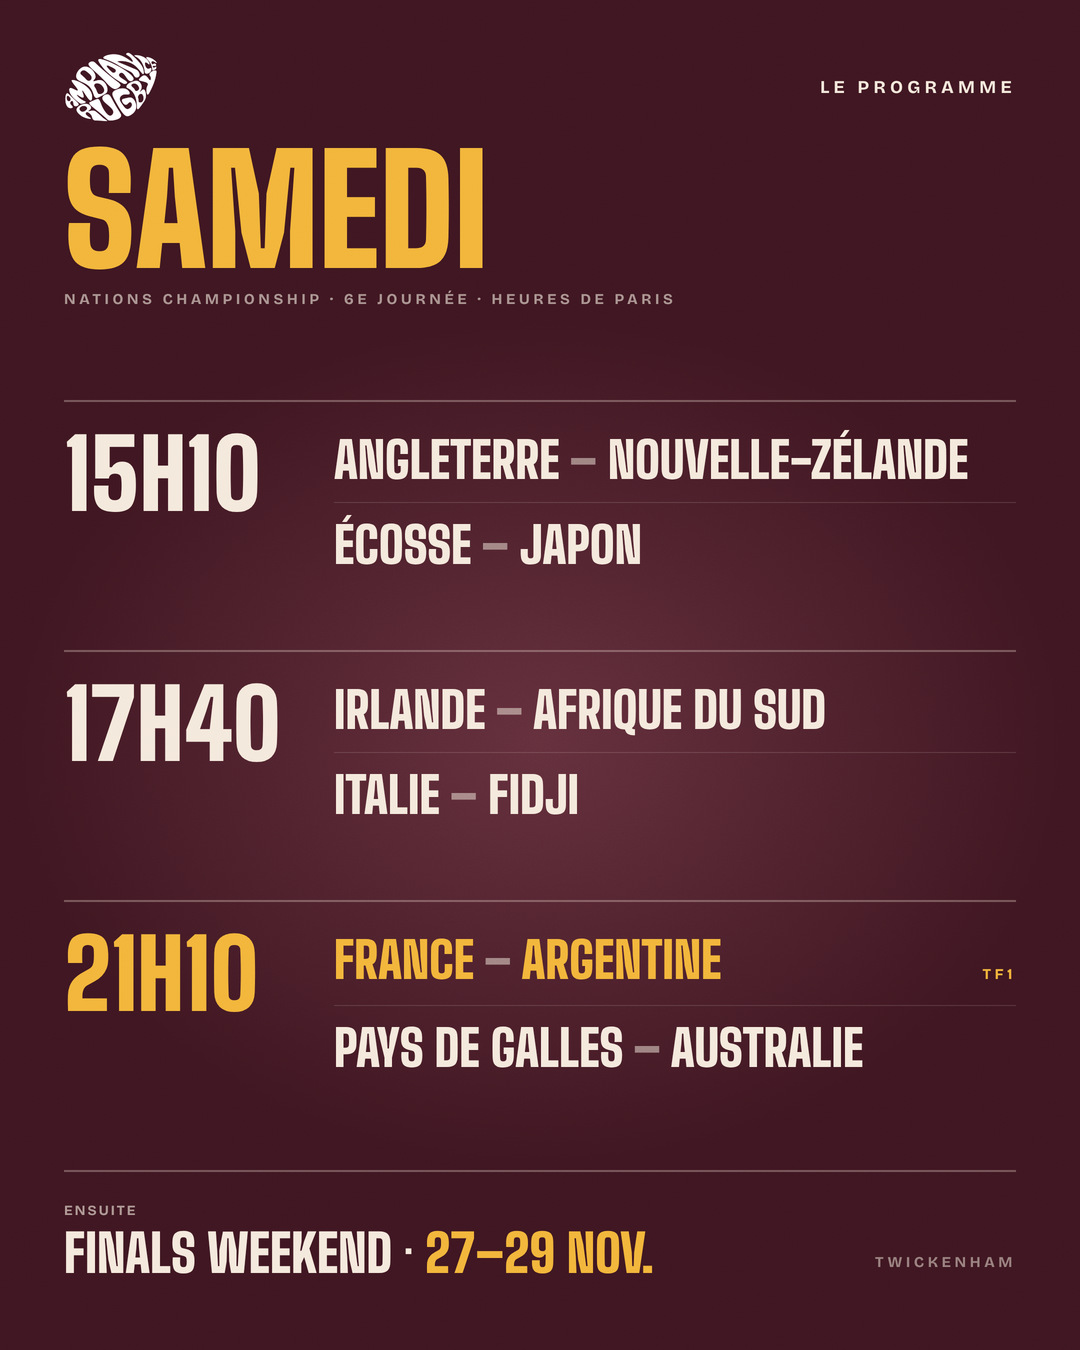 AMBIANCE
RUGBY
LE PROGRAMME
SAMEDI
NATIONS CHAMPIONSHIP · 6E JOURNÉE · HEURES DE PARIS
15H10
ANGLETERRE – NOUVELLE-ZÉLANDE
ÉCOSSE – JAPON
17H40
IRLANDE – AFRIQUE DU SUD
ITALIE – FIDJI
21H10
FRANCE – ARGENTINE
TF1
PAYS DE GALLES – AUSTRALIE
ENSUITE
FINALS WEEKEND · 27–29 NOV.
TWICKENHAM